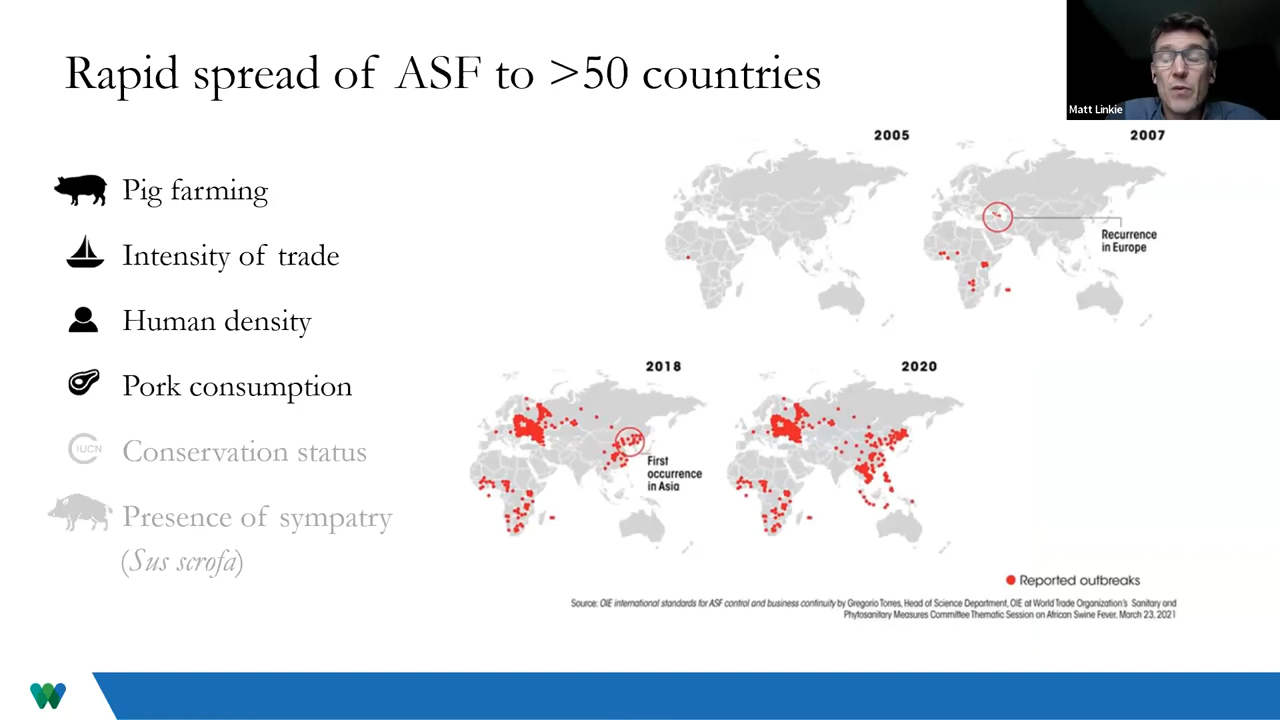 Rapid spread of ASF to >50 countries
Matt Linkie
Pig farming
Intensity of trade
Human density
Pork consumption
IUCN
Conservation status
Presence of sympatry
(Sus scrofa)
2005
2007
Recurrence
in Europe
2018
First
occurrence
in Asia
2020
Reported outbreaks
Source: OIE international standards for ASF control and business continuity by Gregorio Torres, Head of Science Department, OIE at World Trade Organization's Sanitary and
Phytosanitary Measures Committee Thematic Session on African Swine Fever, March 23, 2021